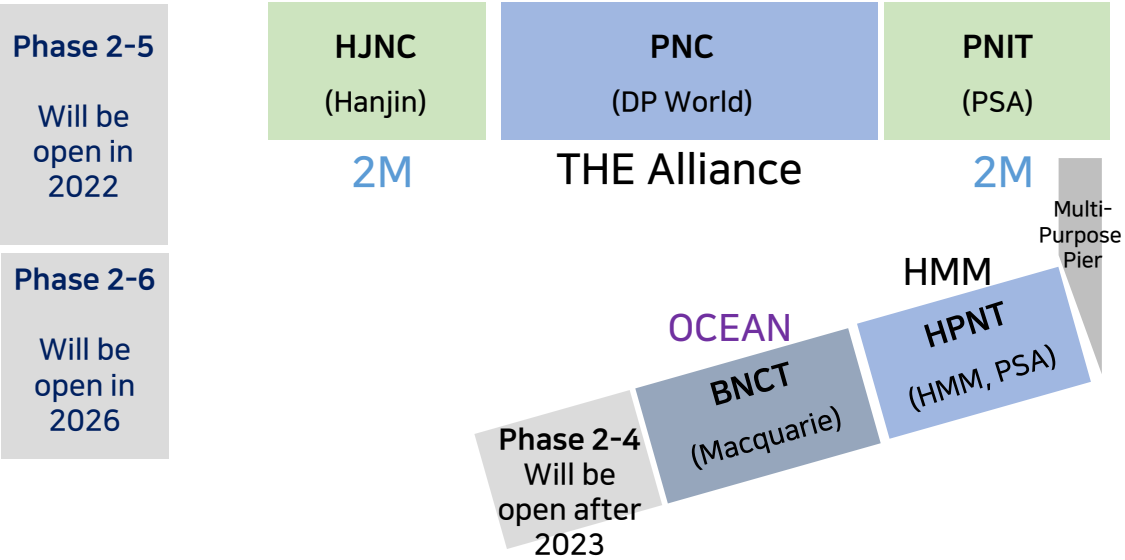 Phase 2-5
Will be
open in
2022
HJNC
(Hanjin)
PNC
(DP World)
PNIT
(PSA)
2M
THE Alliance
2M
Multi-
Purpose
Pier
Phase 2-6
Will be
open in
2026
HMM
HPNT
(HMM, PSA)
OCEAN
BNCT
(Macquarie)
Phase 2-4
Will be
open after
2023